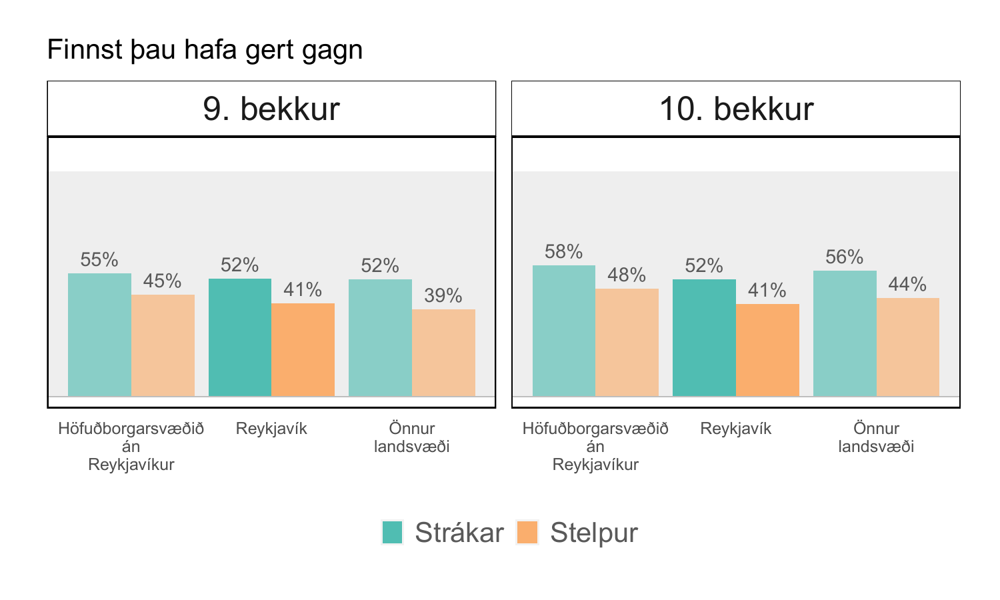 Finnst þau hafa gert gagn
9. bekkur
55%
45%
52%
41%
52%
39%
Höfuðborgarsvæðið
án
Reykjavíkur
Reykjavík
Önnur
landsvæði
10. bekkur
58%
48%
52%
41%
56%
44%
Höfuðborgarsvæðið
án
Reykjavíkur
Reykjavík
Önnur
landsvæði
Strákar
Stelpur